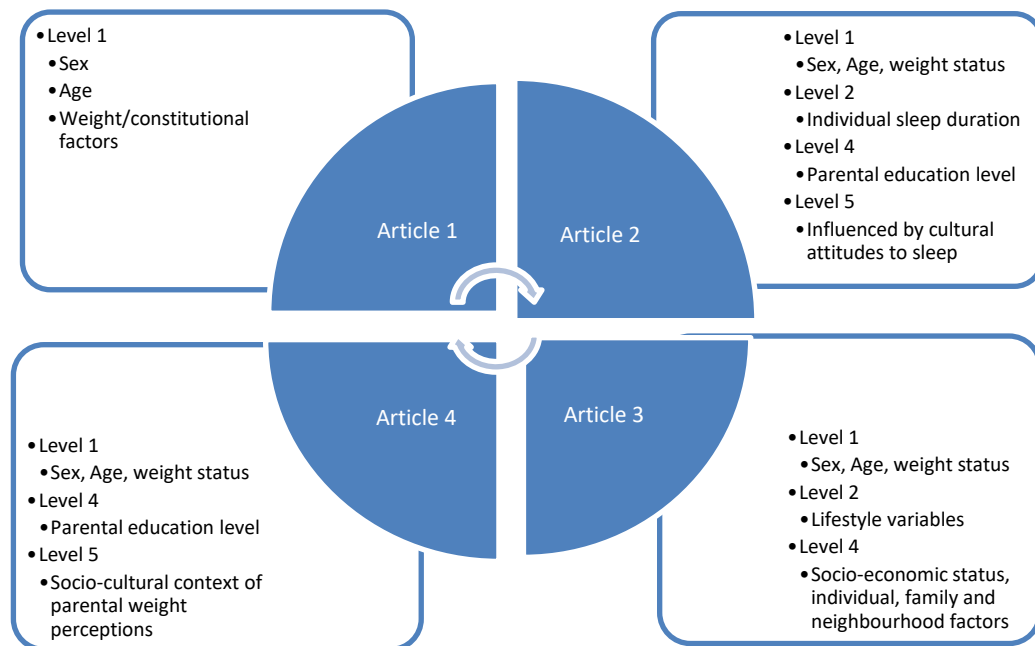 •Level 1
•Sex
•Age
•Weight/constitutional
factors
•Level 1
•Sex, Age, weight status
•Level 2
•Individual sleep duration
•Level 4
•Parental education level
•Level 5
•Influenced by cultural
attitudes to sleep
Article 1
Article 2
Article 4
Article 3
•Level 1
•Sex, Age, weight status
•Level 4
•Parental education level
•Level 5
•Socio-cultural context of
parental weight
perceptions
•Level 1
•Sex, Age, weight status
•Level 2
•Lifestyle variables
•Level 4
•Socio-economic status,
individual, family and
neighbourhood factors